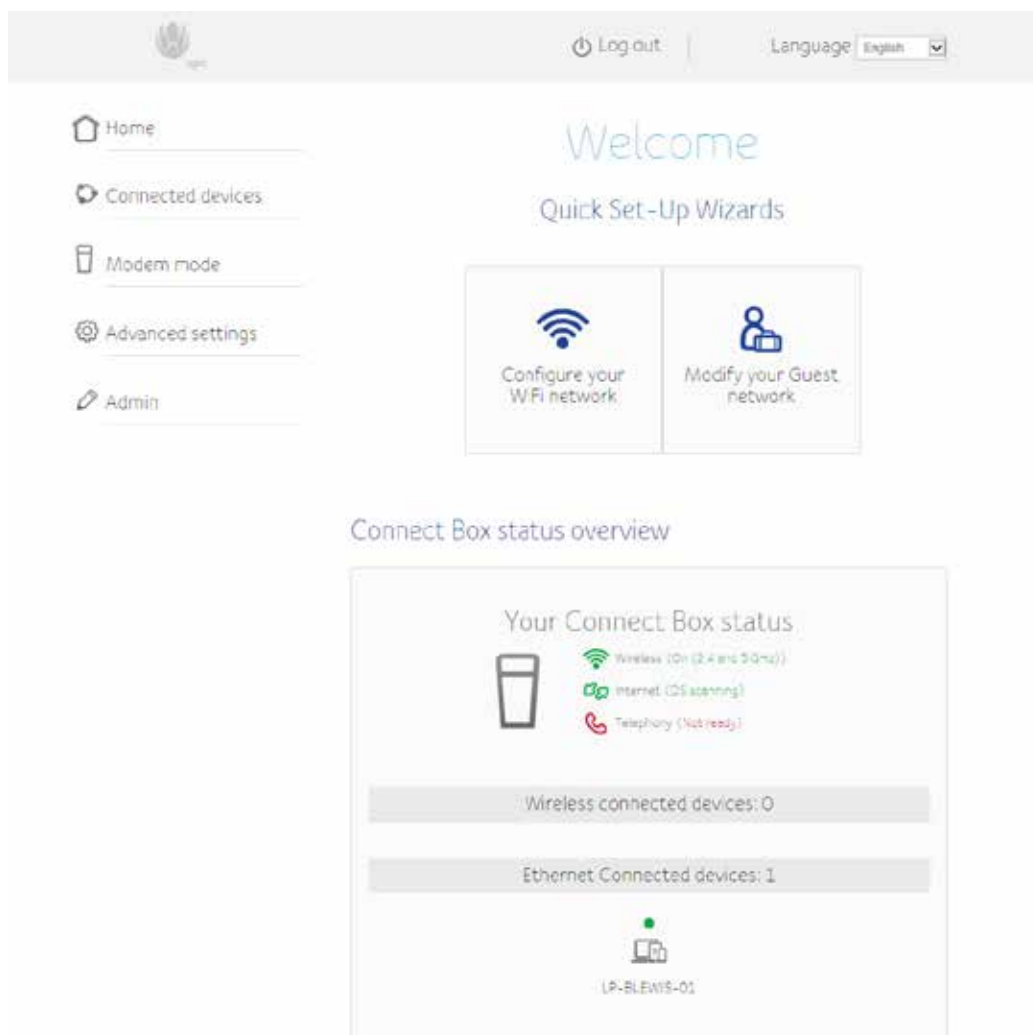 Log out
Language English
Home
Connected devices
Modem mode
Advanced settings
Admin
Welcome
Quick Set-Up Wizards
Configure your
WiFi network
Modify your Guest
network
Connect Box status overview
Your Connect Box status
Wireless (On (2.4 and 5 GHz))
Internet (DS scanning)
Telephony (Not ready)
Wireless connected devices: 0
Ethernet Connected devices: 1
LP-BLEWIS-01